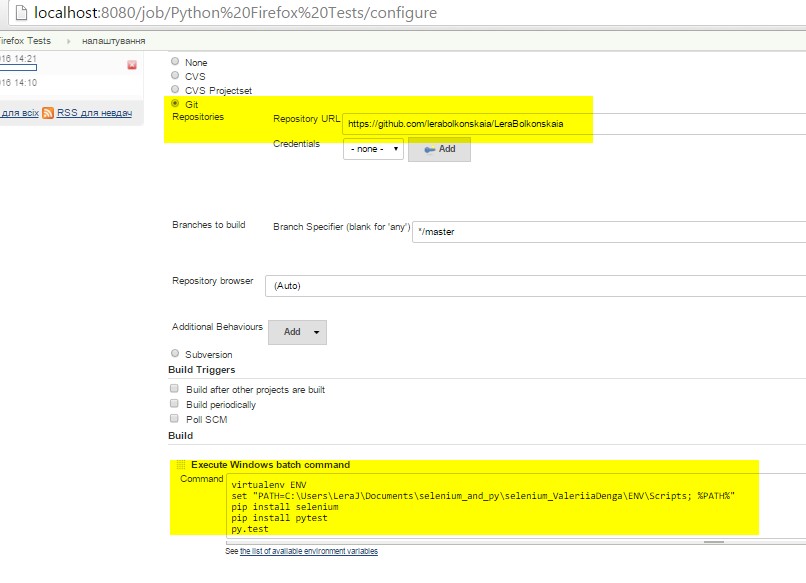 localhost:8080/job/Python%20Firefox%20Tests/configure
irefox Tests налаштування
016 14:21
016 14:10
для всіх RSS для невдач
None
CVS
CVS Projectset
Git
Repositories
Repository URL https://github.com/lerabolkonskaia/LeraBolkonskaia
Credentials - none - Add
Branches to build Branch Specifier (blank for 'any') */master
Repository browser (Auto)
Additional Behaviours Add
Subversion
Build Triggers
Build after other projects are built
Build periodically
Poll SCM
Build
Execute Windows batch command
Command
virtualenv ENV
set "PATH=C:\Users\LeraJ\Documents\selenium_and_py\selenium_ValeriiaDenga\ENV\Scripts; %PATH%"
pip install selenium
pip install pytest
py.test
See the list of available environment variables